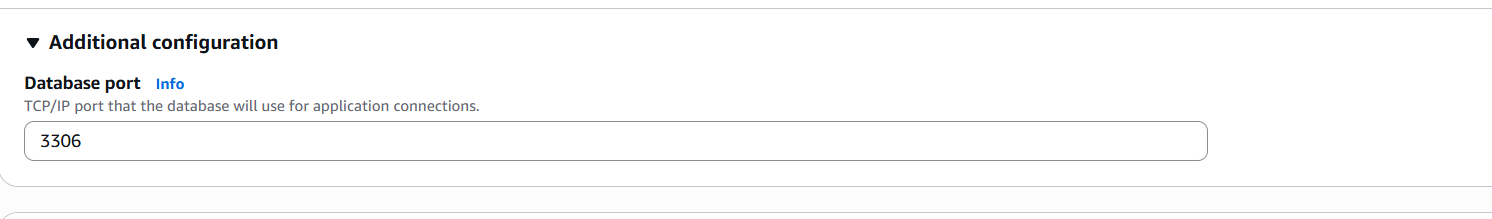 Additional configuration
Database port Info
TCP/IP port that the database will use for application connections.
3306